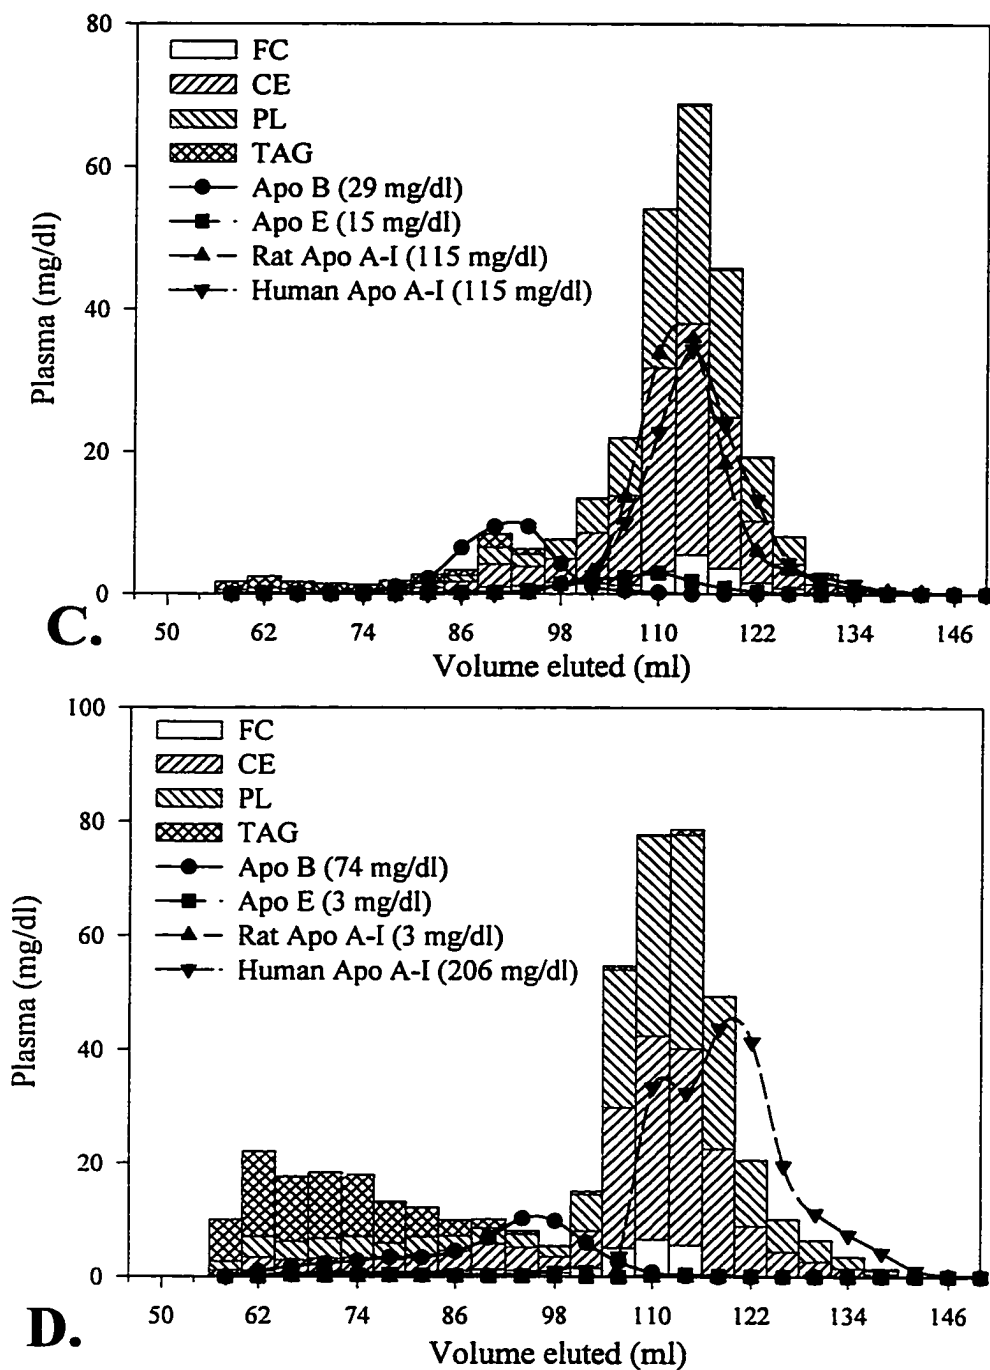 80
60
40
20
0
Plasma (mg/dl)
FC
CE
PL
TAG
Apo B (29 mg/dl)
Apo E (15 mg/dl)
Rat Apo A-I (115 mg/dl)
Human Apo A-I (115 mg/dl)
50 62 74 86 98 110 122 134 146
Volume eluted (ml)
C.
100
80
60
40
20
0
Plasma (mg/dl)
FC
CE
PL
TAG
Apo B (74 mg/dl)
Apo E (3 mg/dl)
Rat Apo A-I (3 mg/dl)
Human Apo A-I (206 mg/dl)
50 62 74 86 98 110 122 134 146
Volume eluted (ml)
D.